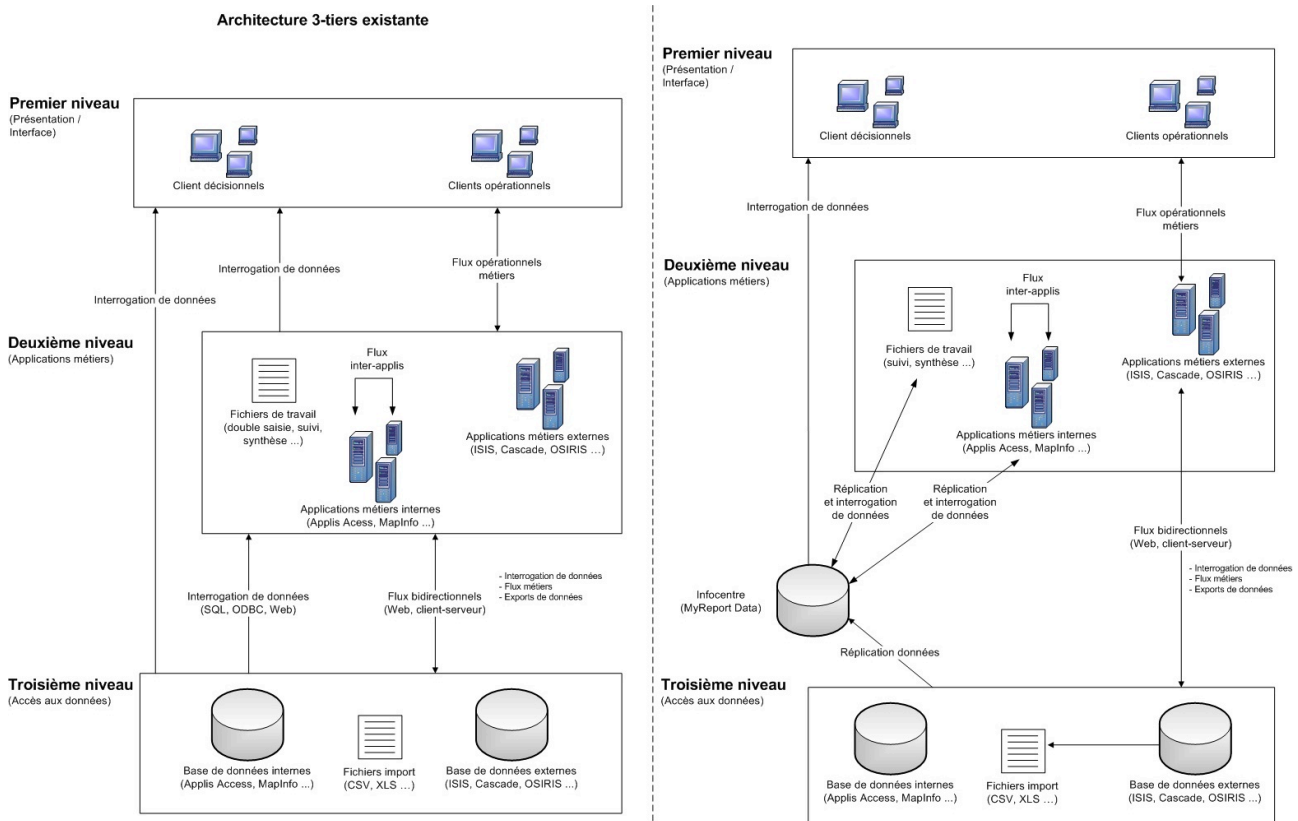 Architecture 3-tiers existante
Premier niveau
(Présentation /
Interface)
Client décisionnels
Clients opérationnels
Interrogation de données
Interrogation de données
Flux opérationnels
métiers
Deuxième niveau
(Applications métiers)
Flux
inter-applis
Fichiers de travail
(double saisie, suivi,
synthèse ...)
Applications métiers externes
(ISIS, Cascade, OSIRIS …)
Applications métiers internes
(Applis Acess, MapInfo ...)
Interrogation de données
(SQL, ODBC, Web)
Flux bidirectionnels
(Web, client-serveur)
- Interrogation de données
- Flux métiers
- Exports de données
Troisième niveau
(Accès aux données)
Base de données internes
(Applis Access, MapInfo ...)
Fichiers import
(CSV, XLS …)
Base de données externes
(ISIS, Cascade, OSIRIS ...)
Premier niveau
(Présentation /
Interface)
Client décisionnels
Clients opérationnels
Interrogation de données
Flux opérationnels
métiers
Deuxième niveau
(Applications métiers)
Flux
inter-applis
Fichiers de travail
(suivi, synthèse ...)
Applications métiers externes
(ISIS, Cascade, OSIRIS …)
Applications métiers internes
(Applis Acess, MapInfo ...)
Réplication
et interrogation
de données
Réplication
et interrogation
de données
Flux bidirectionnels
(Web, client-serveur)
- Interrogation de données
- Flux métiers
- Exports de données
Infocentre
(MyReport Data)
Réplication données
Troisième niveau
(Accès aux données)
Base de données internes
(Applis Access, MapInfo ...)
Fichiers import
(CSV, XLS …)
Base de données externes
(ISIS, Cascade, OSIRIS ...)